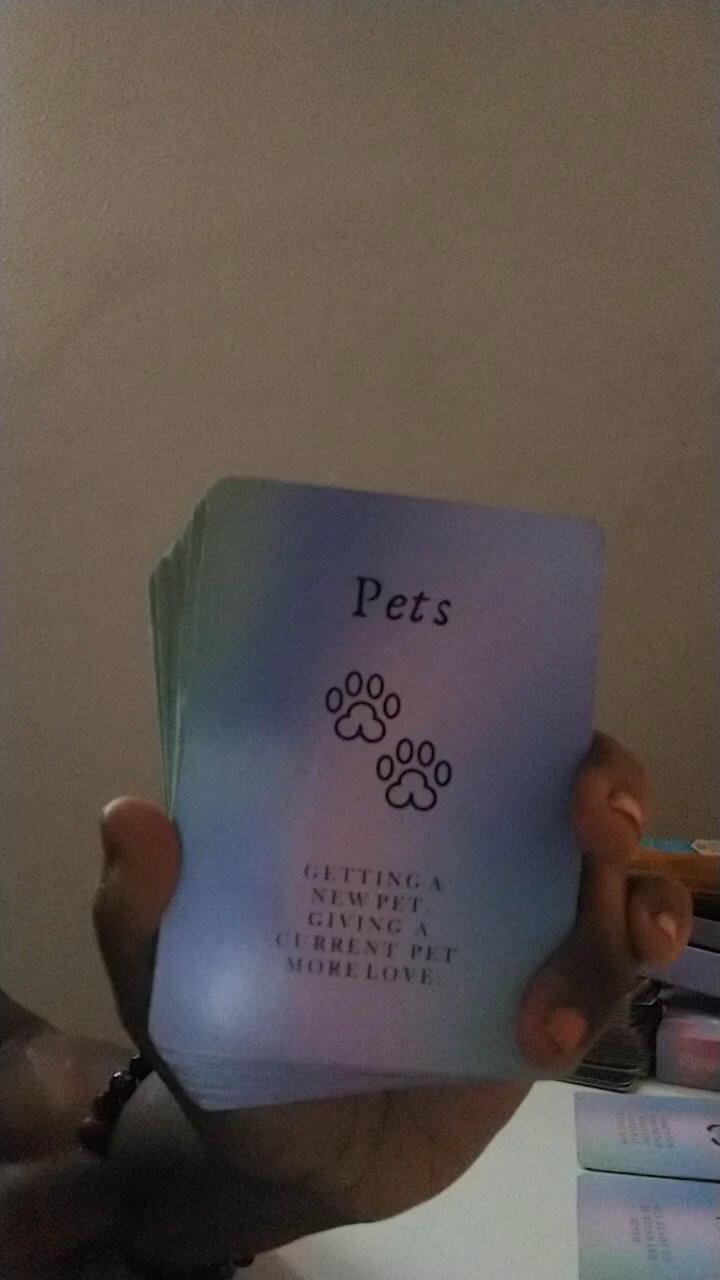 Pets
GETTING A
NEW PET
GIVING A
CURRENT PET
MORE LOVE.